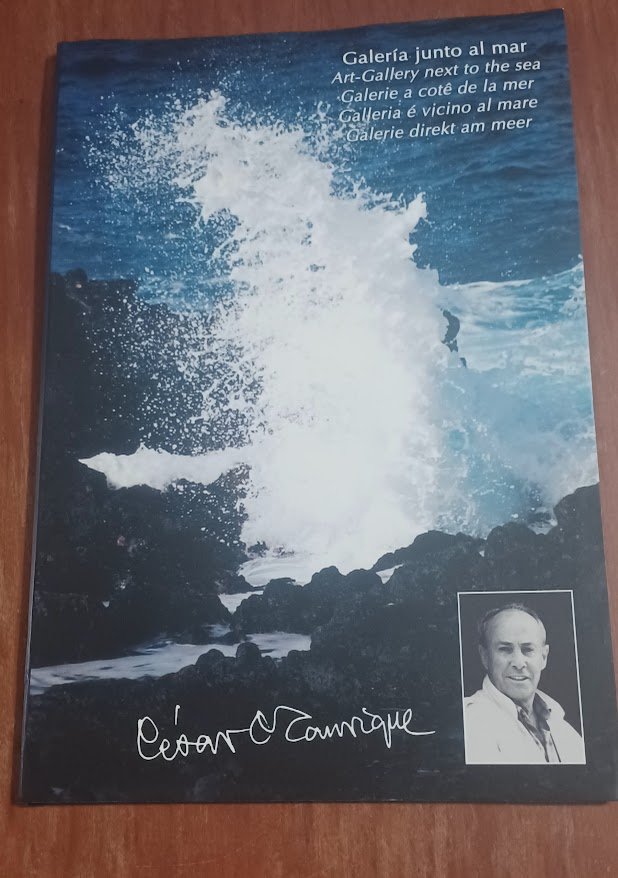 Galería junto al mar
Art-Gallery next to the sea
Galerie a cotê de la mer
Galleria é vicino al mare
Galerie direkt am meer
César Manrique